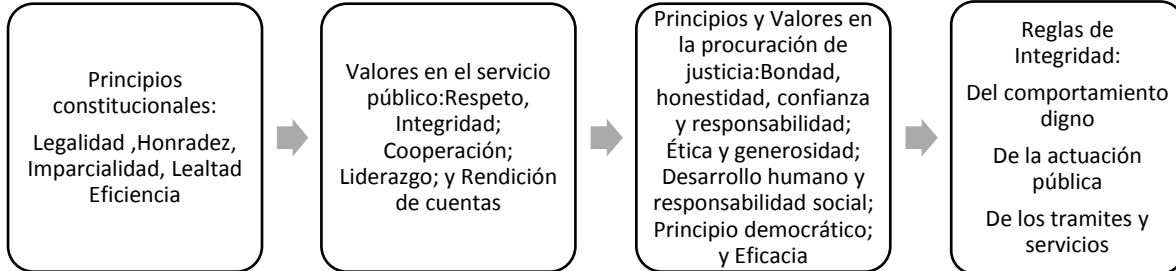 Principios
constitucionales:
Legalidad ,Honradez,
Imparcialidad, Lealtad
Eficiencia
Valores en el servicio
público:Respeto,
Integridad;
Cooperación;
Liderazgo; y Rendición
de cuentas
Principios y Valores en
la procuración de
justicia:Bondad,
honestidad, confianza
y responsabilidad;
Ética y generosidad;
Desarrollo humano y
responsabilidad social;
Principio democrático;
y Eficacia
Reglas de
Integridad:
Del comportamiento
digno
De la actuación
pública
De los tramites y
servicios